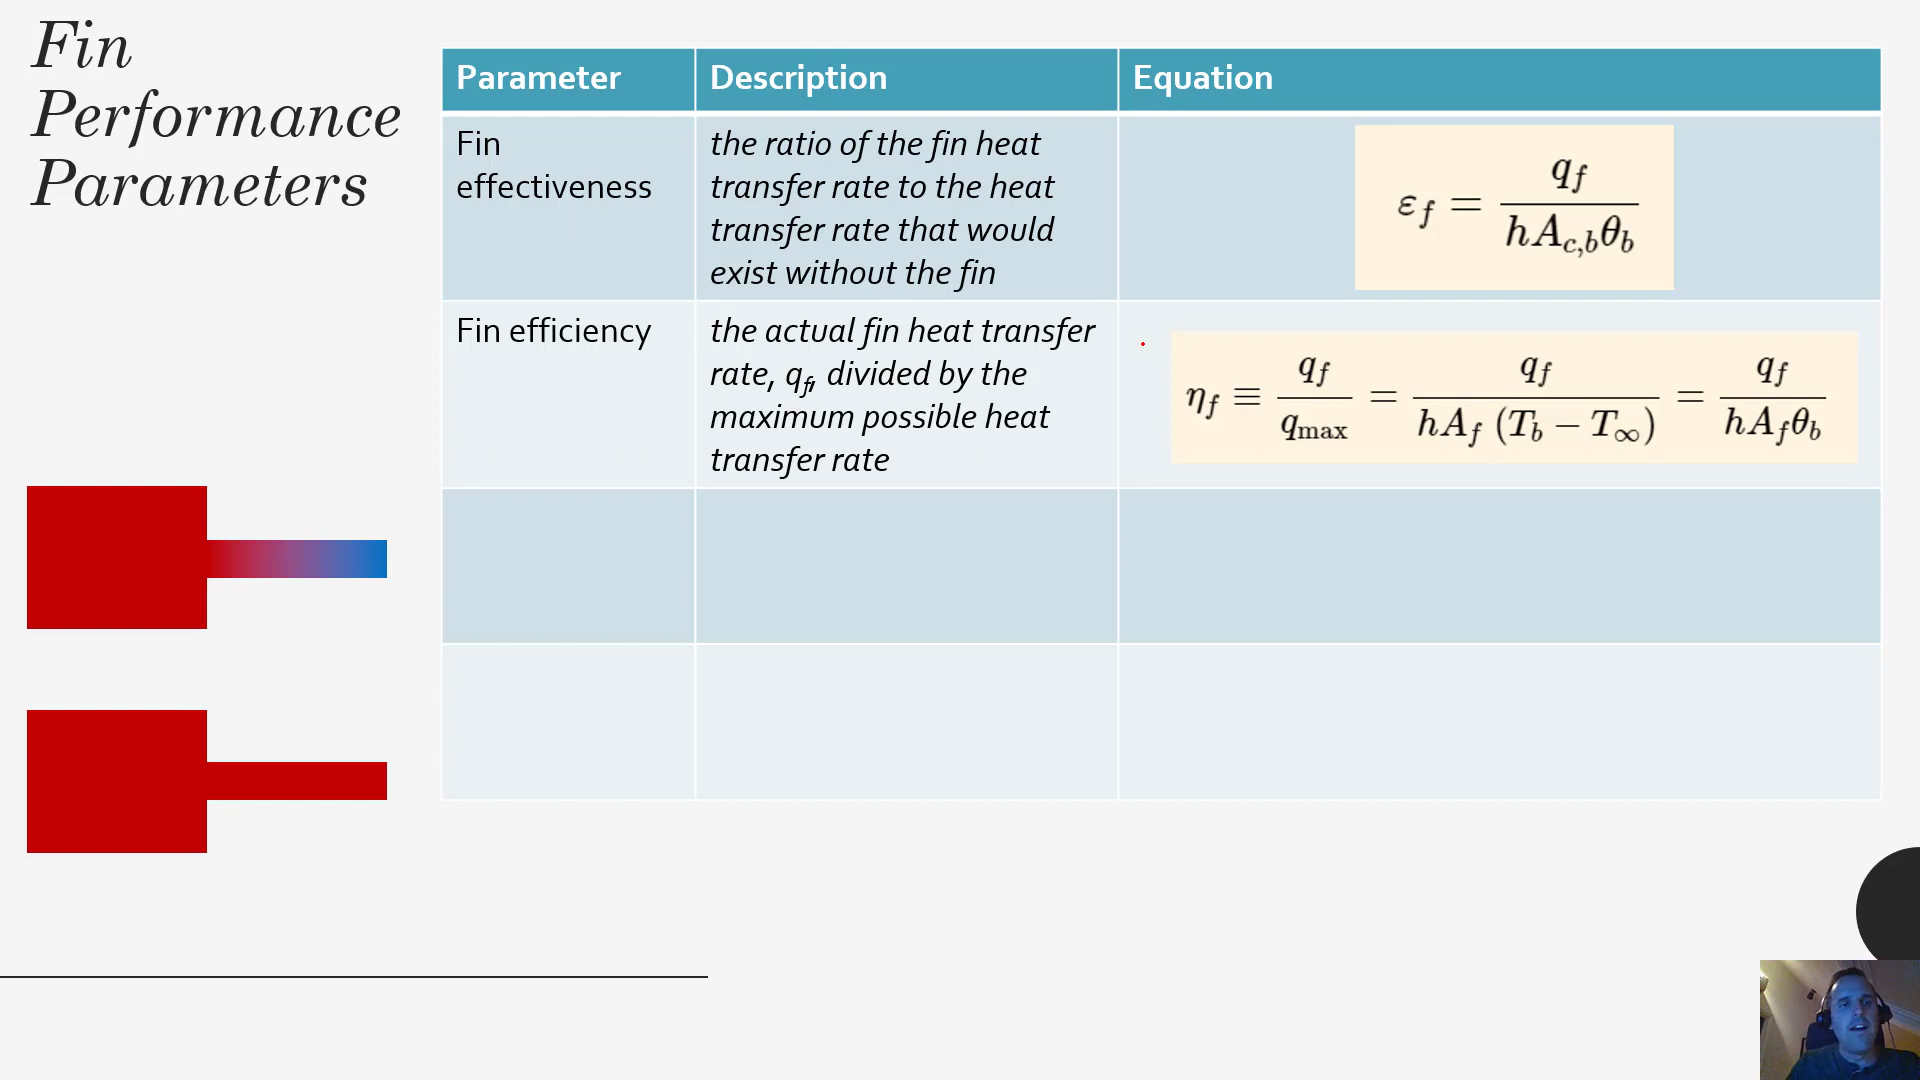 Fin
Performance
Parameters
Parameter Description Equation
Fin
effectiveness
the ratio of the fin heat
transfer rate to the heat
transfer rate that would
exist without the fin
ε_f = q_f / (hA_{c,b}θ_b)
Fin efficiency
the actual fin heat transfer
rate, q_f, divided by the
maximum possible heat
transfer rate
η_f ≡ q_f / q_max = q_f / (hA_f (T_b − T_∞)) = q_f / (hA_fθ_b)